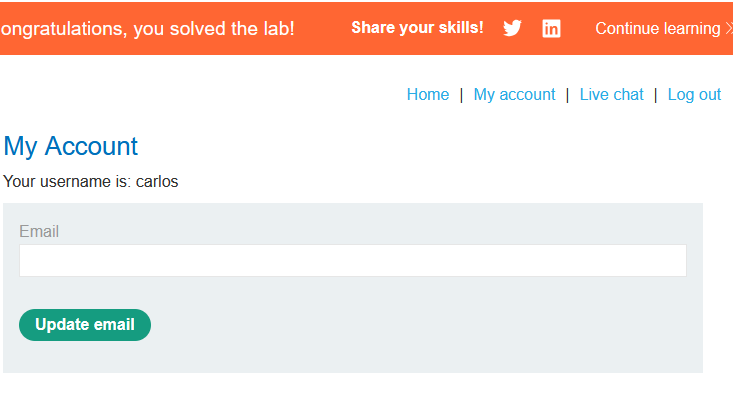 ongratulations, you solved the lab! Share your skills! Continue learning
Home | My account | Live chat | Log out
My Account
Your username is: carlos
Email
Update email